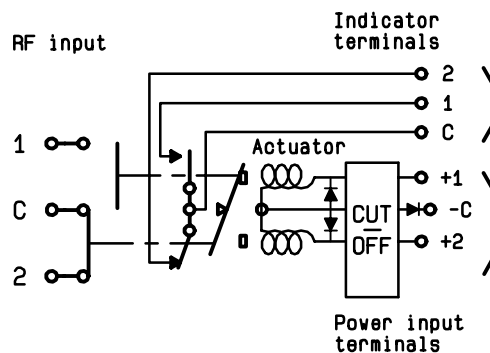 Indicator
terminals
RF input
2
1
C
1
Actuator
+1
C
CUT
-C
OFF
+2
2
Power input
terminals